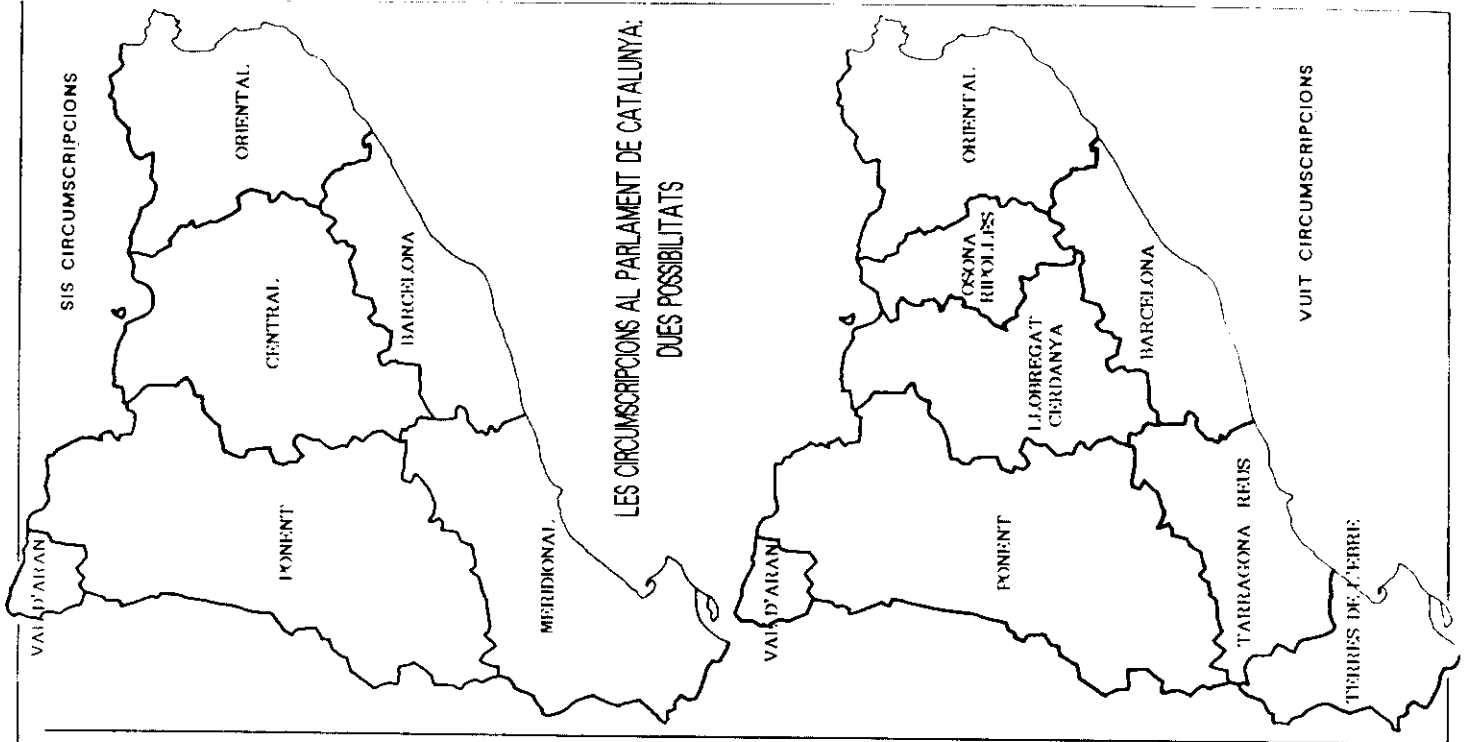 LES CIRCUMSCRIPCIONS AL PARLAMENT DE CATALUNYA:
DUES POSSIBILITATS
SIS CIRCUMSCRIPCIONS
VALL D'ARAN
PONENT
CENTRAL
ORIENTAL
BARCELONA
MERIDIONAL
VUIT CIRCUMSCRIPCIONS
VALL D'ARAN
PONENT
LLOBREGAT
CERDANYA
OSONA
RIPOLLES
ORIENTAL
BARCELONA
TARRAGONA REUS
TERRES DE L'EBRE